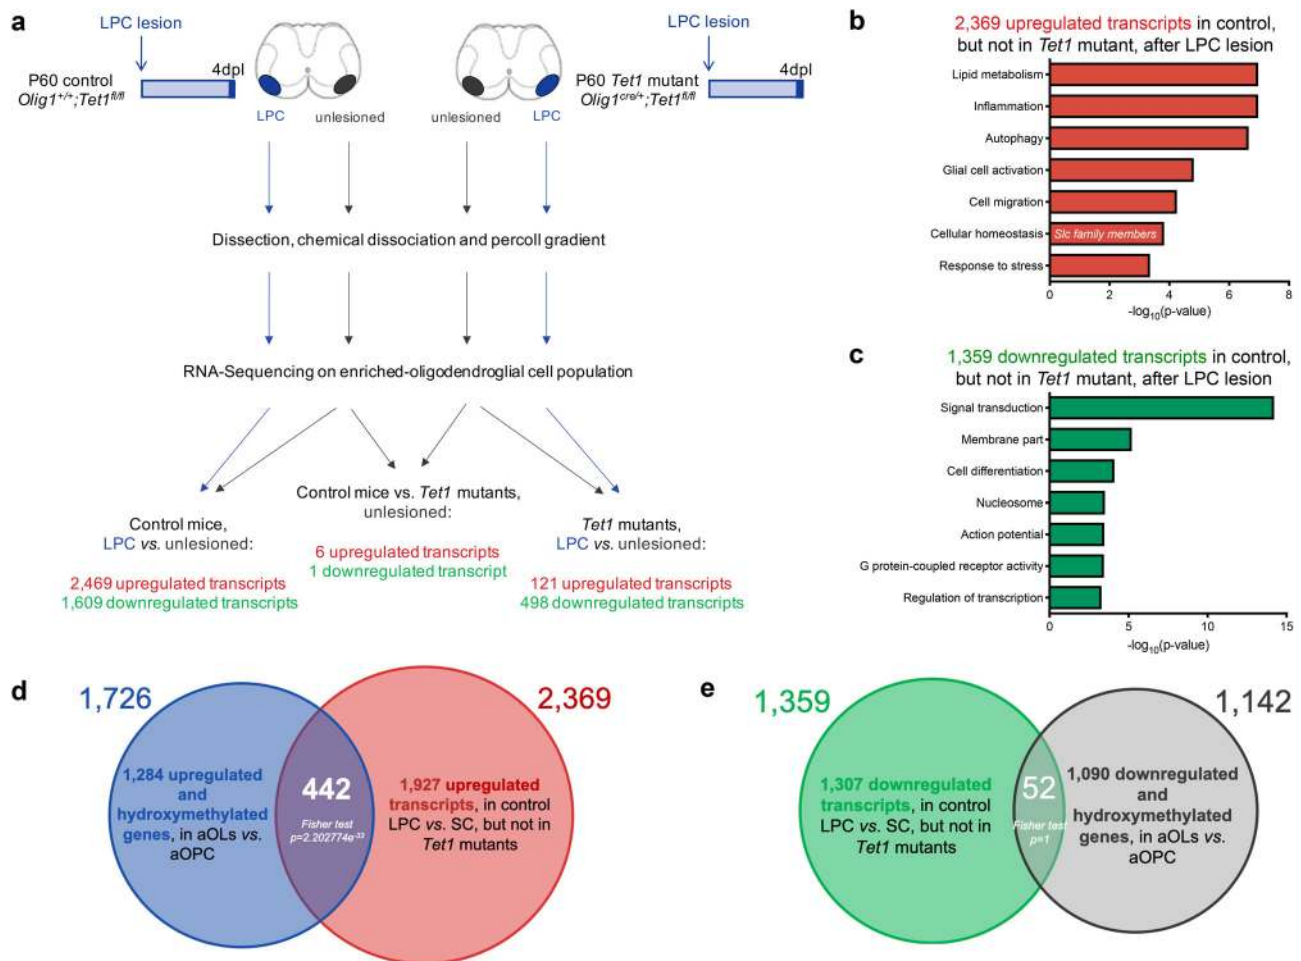 a
LPC lesion
P60 control
Olig1+/+;Tet1fl/fl
4dpl
LPC
unlesioned
unlesioned
LPC
LPC lesion
P60 Tet1 mutant
Olig1cre/+;Tet1fl/fl
4dpl
Dissection, chemical dissociation and percoll gradient
RNA-Sequencing on enriched-oligodendroglial cell population
Control mice,
LPC vs. unlesioned:
2,469 upregulated transcripts
1,609 downregulated transcripts
Control mice vs. Tet1 mutants,
unlesioned:
6 upregulated transcripts
1 downregulated transcript
Tet1 mutants,
LPC vs. unlesioned:
121 upregulated transcripts
498 downregulated transcripts
b
2,369 upregulated transcripts in control,
but not in Tet1 mutant, after LPC lesion
Lipid metabolism
Inflammation
Autophagy
Glial cell activation
Cell migration
Cellular homeostasis
Slc family members
Response to stress
0 2 4 6 8
-log10(p-value)
c
1,359 downregulated transcripts in control,
but not in Tet1 mutant, after LPC lesion
Signal transduction
Membrane part
Cell differentiation
Nucleosome
Action potential
G protein-coupled receptor activity
Regulation of transcription
0 5 10 15
-log10(p-value)
d
1,726
2,369
1,284 upregulated
and
hydroxymethylated
genes, in aOLs vs.
aOPC
442
Fisher test
p=2.202774e-33
1,927 upregulated
transcripts, in control
LPC vs. SC, but not in
Tet1 mutants
e
1,359
1,142
1,307 downregulated
transcripts, in control
LPC vs. SC, but not in
Tet1 mutants
52
Fisher test
p=1
1,090 downregulated
and
hydroxymethylated
genes, in aOLs vs.
aOPC